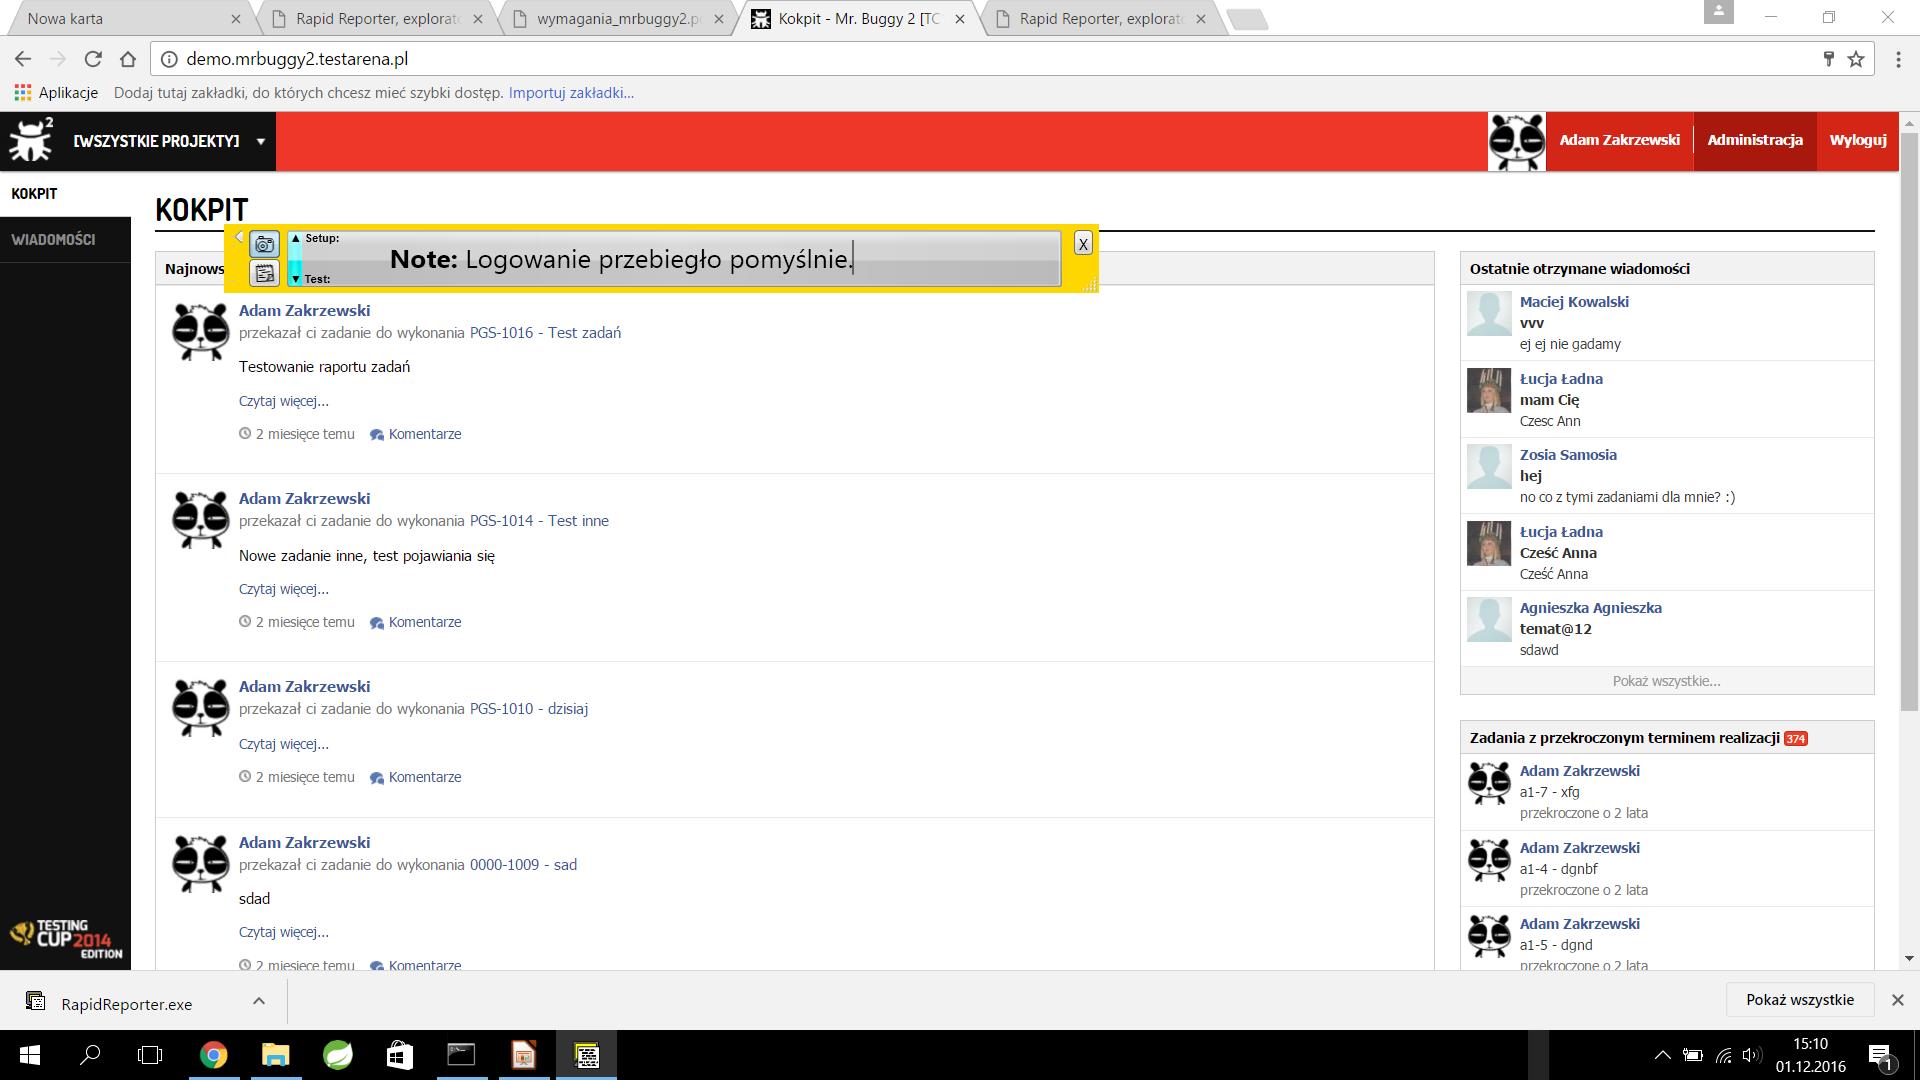 Nowa karta
Rapid Reporter, explorato
wymagania_mrbuggy2.p
Kokpit - Mr. Buggy 2 [TC
Rapid Reporter, explorato
demo.mrbuggy2.testarena.pl
Aplikacje
Dodaj tutaj zakładki, do których chcesz mieć szybki dostęp. Importuj zakładki...
2
[WSZYSTKIE PROJEKTY]
Adam Zakrzewski
Administracja
Wyloguj
KOKPIT
WIADOMOŚCI
KOKPIT
Setup:
Note: Logowanie przebiegło pomyślnie.
Test:
X
Najnows
Adam Zakrzewski
przekazał ci zadanie do wykonania PGS-1016 - Test zadań
Testowanie raportu zadań
Czytaj więcej...
2 miesięce temu Komentarze
Adam Zakrzewski
przekazał ci zadanie do wykonania PGS-1014 - Test inne
Nowe zadanie inne, test pojawiania się
Czytaj więcej...
2 miesięce temu Komentarze
Adam Zakrzewski
przekazał ci zadanie do wykonania PGS-1010 - dzisiaj
Czytaj więcej...
2 miesięce temu Komentarze
Adam Zakrzewski
przekazał ci zadanie do wykonania 0000-1009 - sad
sdad
Czytaj więcej...
2 miesięce temu Komentarze
Ostatnie otrzymane wiadomości
Maciej Kowalski
vvv
ej ej nie gadamy
Łucja Ładna
mam Cię
Czesc Ann
Zosia Samosia
hej
no co z tymi zadaniami dla mnie? :)
Łucja Ładna
Cześć Anna
Cześć Anna
Agnieszka Agnieszka
temat@12
sdawd
Pokaż wszystkie...
Zadania z przekroczonym terminem realizacji 374
Adam Zakrzewski
a1-7 - xfg
przekroczone o 2 lata
Adam Zakrzewski
a1-4 - dgnbf
przekroczone o 2 lata
Adam Zakrzewski
a1-5 - dgnd
przekroczone o 2 lata
TESTING
CUP 2014
EDITION
RapidReporter.exe
Pokaż wszystkie
15:10
01.12.2016
1